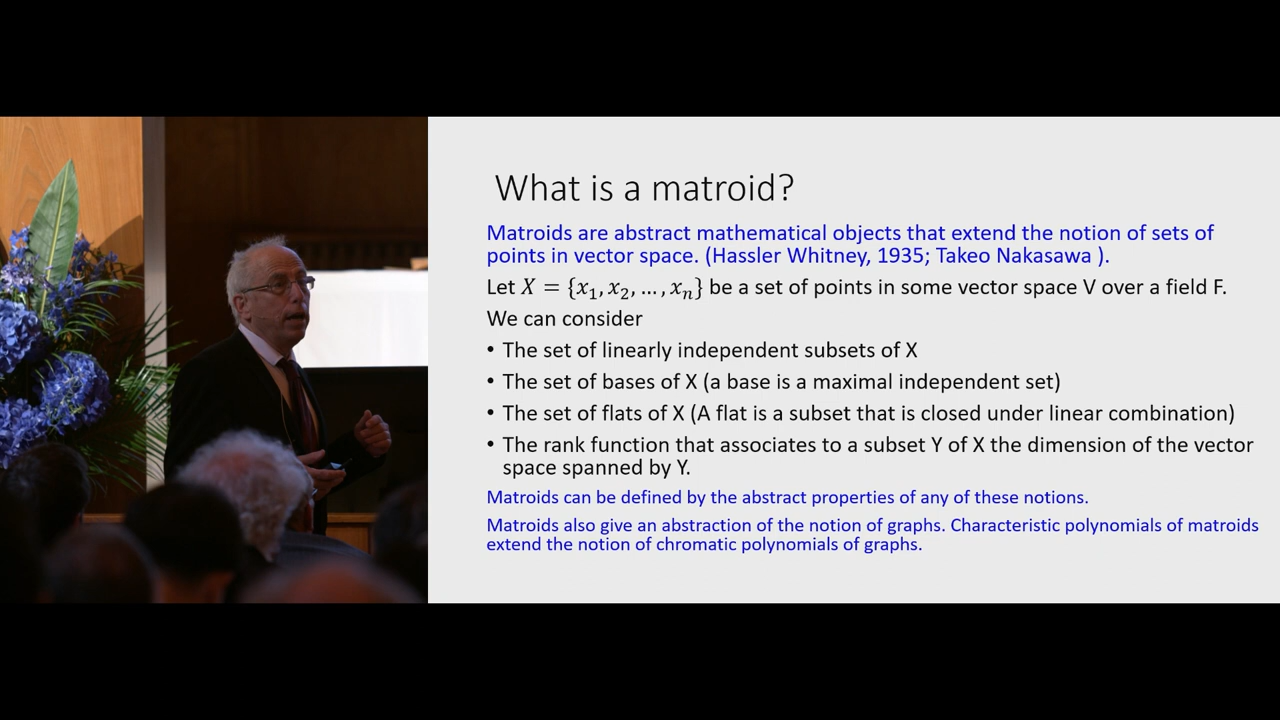 What is a matroid?
Matroids are abstract mathematical objects that extend the notion of sets of
points in vector space. (Hassler Whitney, 1935; Takeo Nakasawa ).
Let X = {x₁, x₂, … , xₙ} be a set of points in some vector space V over a field F.
We can consider
• The set of linearly independent subsets of X
• The set of bases of X (a base is a maximal independent set)
• The set of flats of X (A flat is a subset that is closed under linear combination)
• The rank function that associates to a subset Y of X the dimension of the vector
space spanned by Y.
Matroids can be defined by the abstract properties of any of these notions.
Matroids also give an abstraction of the notion of graphs. Characteristic polynomials of matroids
extend the notion of chromatic polynomials of graphs.